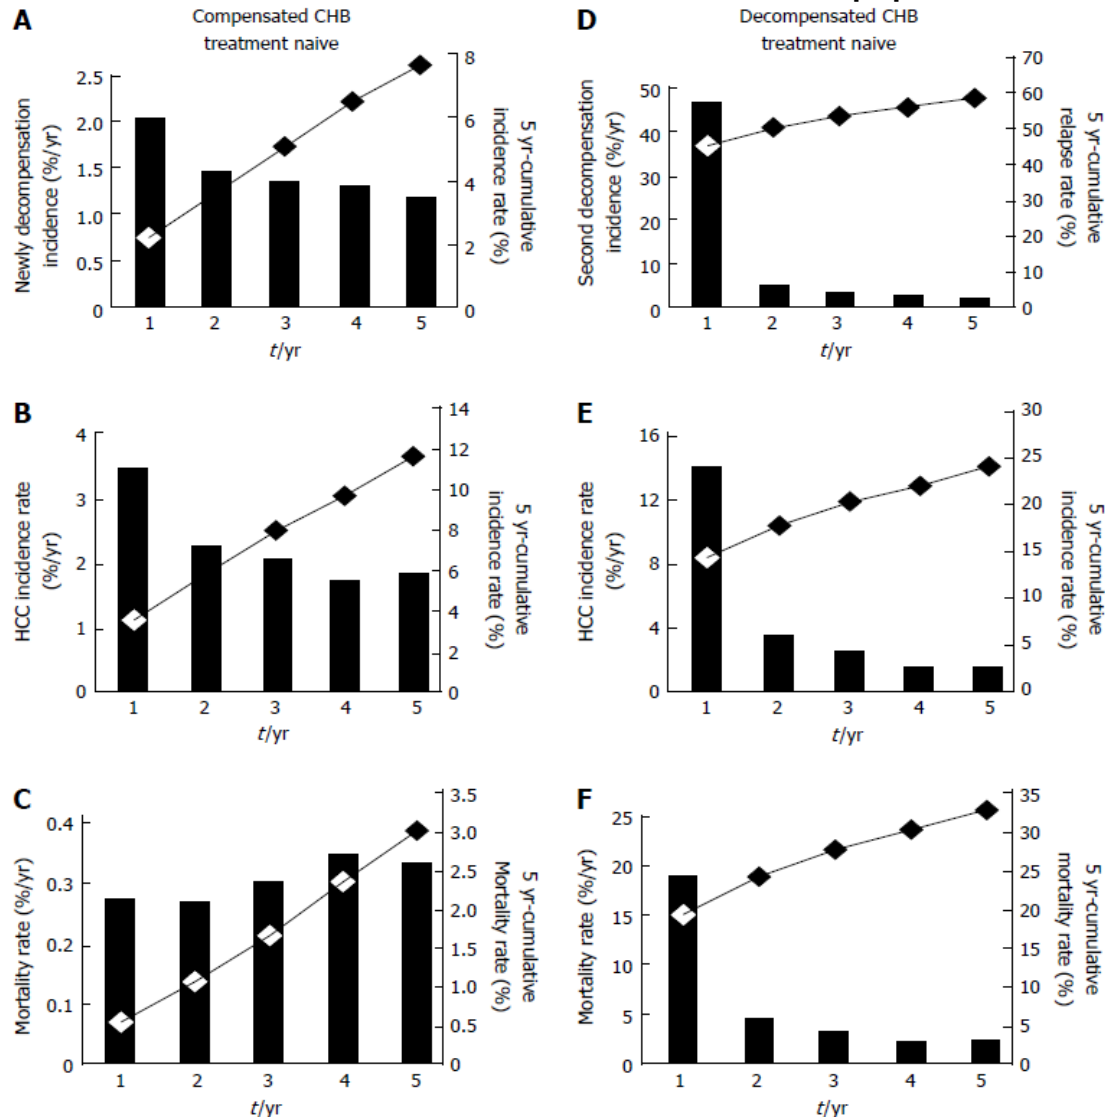 A
Compensated CHB
treatment naive
Newly decompensation
incidence (%/yr)
2.5
2.0
1.5
1.0
0.5
0
8
6
4
2
0
5 yr-cumulative
incidence rate (%)
1 2 3 4 5
t/yr
D
Decompensated CHB
treatment naive
Second decompensation
incidence (%/yr)
50
40
30
20
10
0
70
60
50
40
30
20
10
0
5 yr-cumulative
relapse rate (%)
1 2 3 4 5
t/yr
B
HCC incidence rate
(%/yr)
4
3
2
1
0
14
12
10
8
6
4
2
0
5 yr-cumulative
incidence rate (%)
1 2 3 4 5
t/yr
E
HCC incidence rate
(%/yr)
16
12
8
4
0
30
25
20
15
10
5
0
5 yr-cumulative
incidence rate (%)
1 2 3 4 5
t/yr
C
Mortality rate (%/yr)
0.4
0.3
0.2
0.1
0
3.5
3.0
2.5
2.0
1.5
1.0
0.5
0
5 yr-cumulative
Mortality rate (%)
1 2 3 4 5
t/yr
F
Mortality rate (%/yr)
25
20
15
10
5
0
35
30
25
20
15
10
5
0
5 yr-cumulative
mortality rate (%)
1 2 3 4 5
t/yr